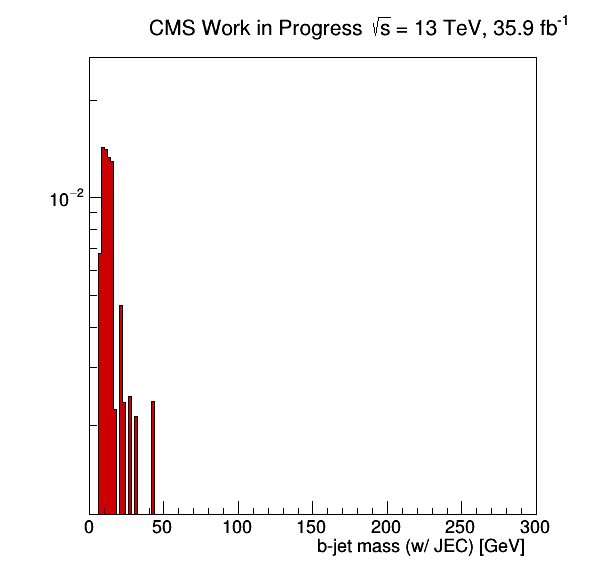 CMS Work in Progress √s = 13 TeV, 35.9 fb⁻¹
10⁻²
0 50 100 150 200 250 300
b-jet mass (w/ JEC) [GeV]